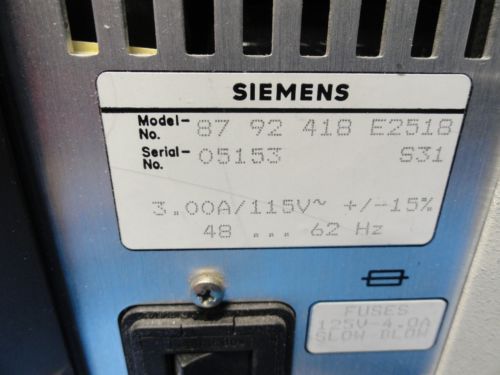 SIEMENS
Model-No. 87 92 418 E2518
Serial-No. 05153 S31
3.00A/115V~ +/-15%
48 ... 62 Hz
FUSES
125V-4.0A
SLOW BLOW